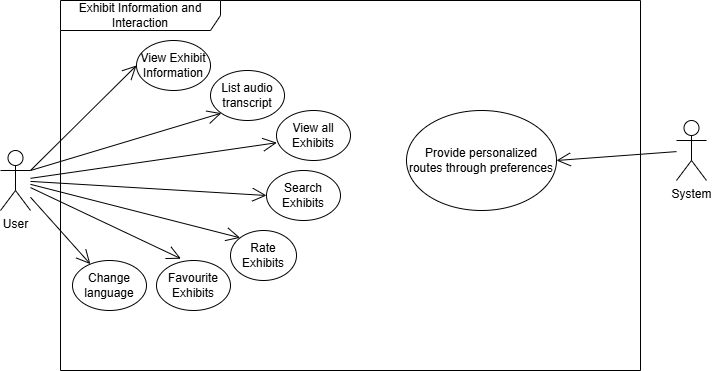 Exhibit Information and
Interaction
View Exhibit
Information
List audio
transcript
View all
Exhibits
Provide personalized
routes through preferences
Search
Exhibits
User
System
Rate
Exhibits
Change
language
Favourite
Exhibits